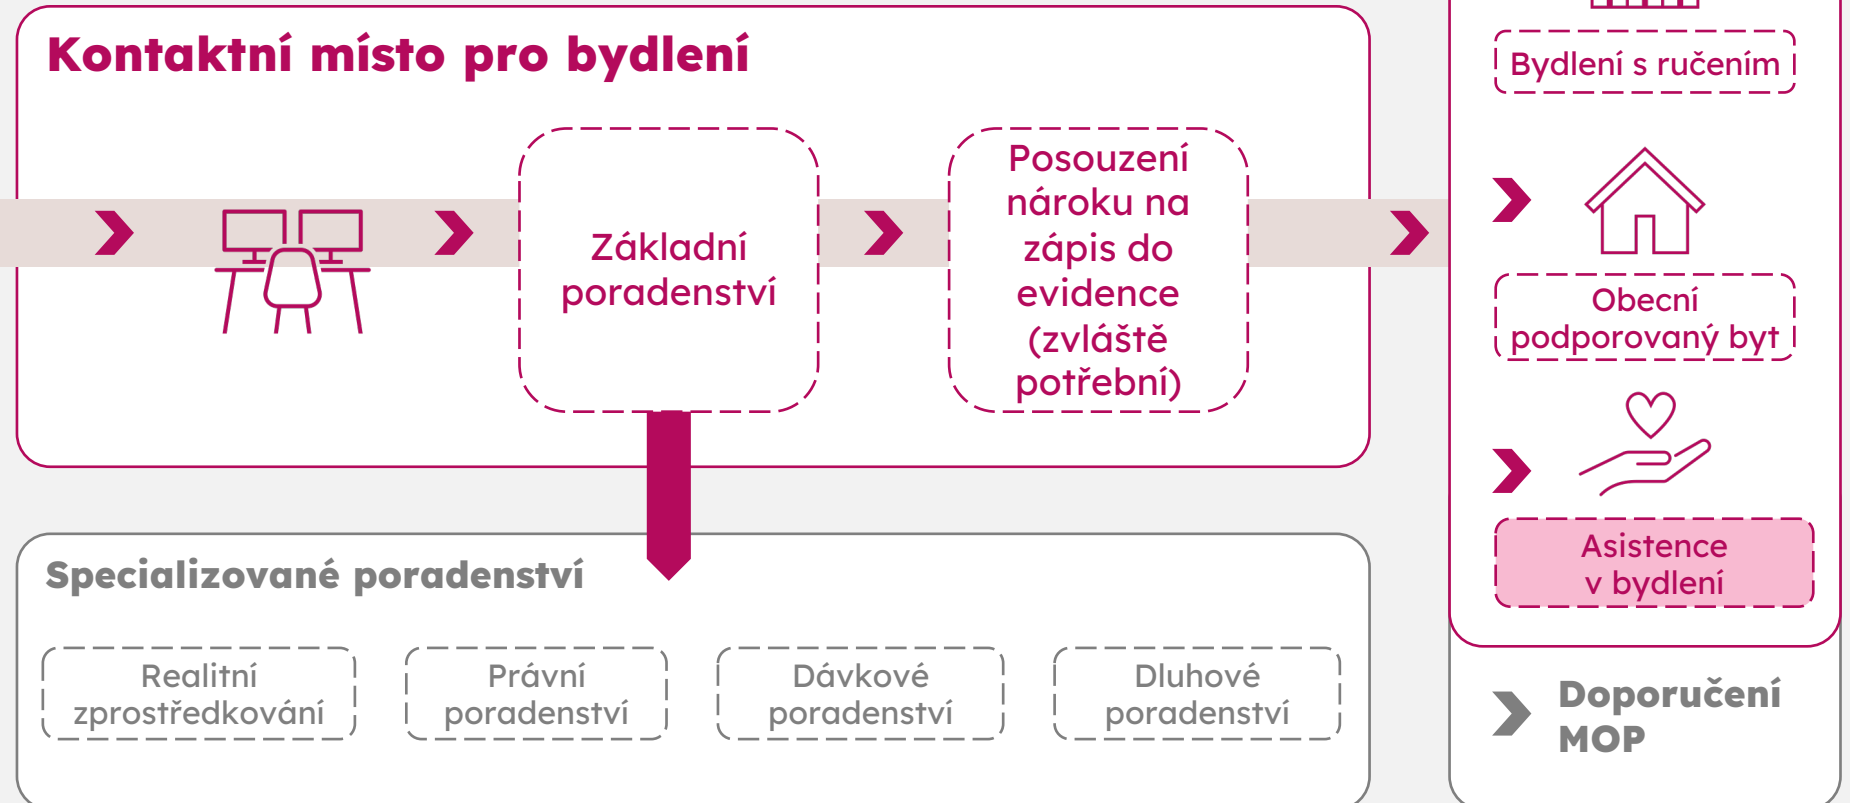 Kontaktní místo pro bydlení
Základní
poradenství
Posouzení
nároku na
zápis do
evidence
(zvláště
potřební)
Bydlení s ručením
Obecní
podporovaný byt
Asistence
v bydlení
Doporučení
MOP
Specializované poradenství
Realitní
zprostředkování
Právní
poradenství
Dávkové
poradenství
Dluhové
poradenství